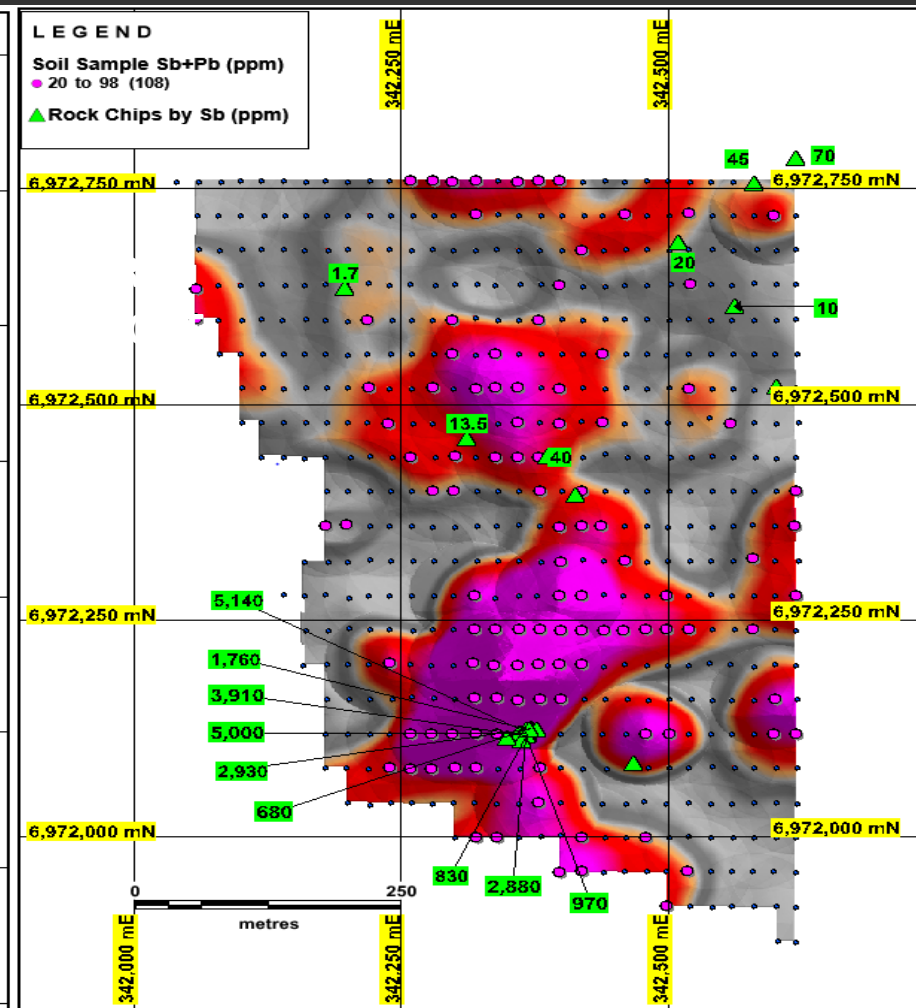 LEGEND
Soil Sample Sb+Pb (ppm)
20 to 98 (108)
Rock Chips by Sb (ppm)
342,250 mE
342,500 mE
45
70
6,972,750 mN
6,972,750 mN
20
1.7
10
6,972,500 mN
6,972,500 mN
13.5
40
5,140
6,972,250 mN
6,972,250 mN
1,760
3,910
5,000
2,930
680
6,972,000 mN
6,972,000 mN
830
2,880
970
0
250
metres
342,000 mE
342,250 mE
342,500 mE